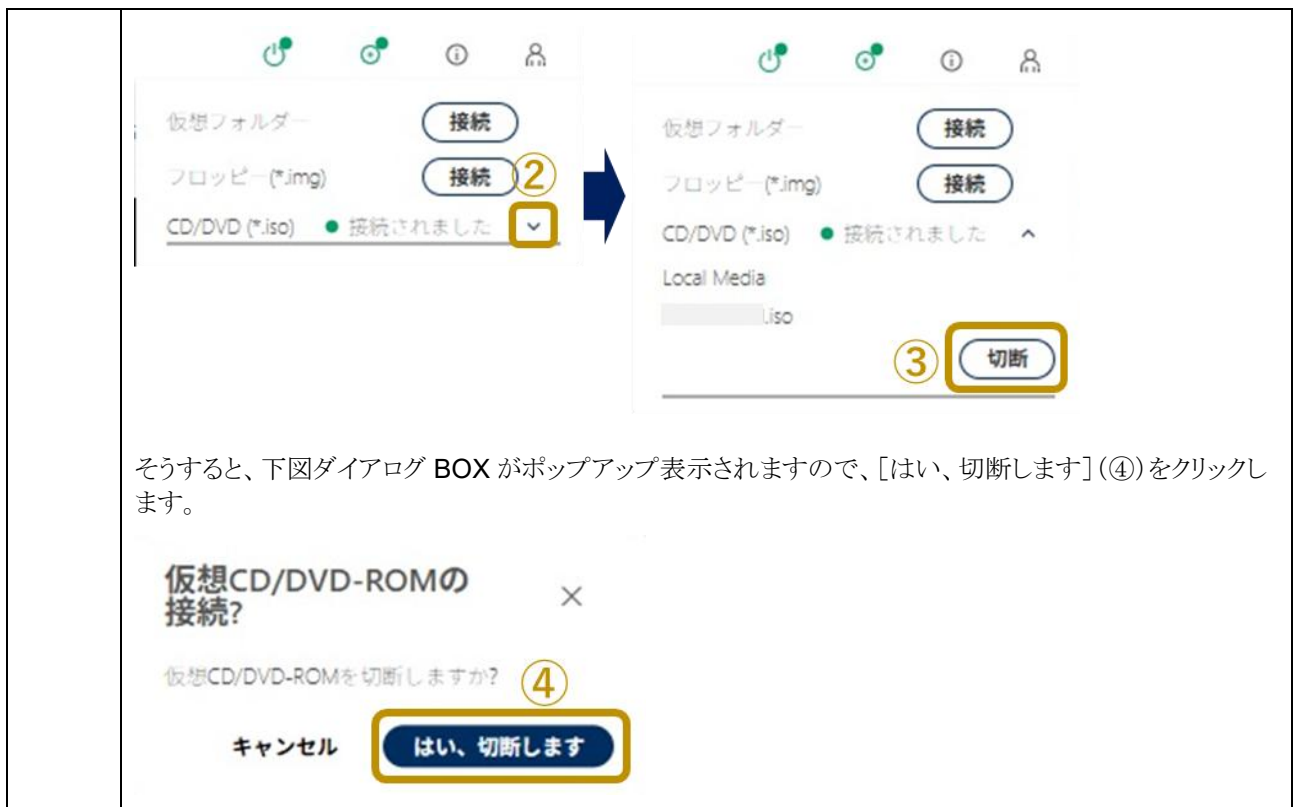 仮想フォルダー 接続
フロッピー(*.img) 接続 ②
CD/DVD (*.iso) 接続されました
仮想フォルダー 接続
フロッピー(*.img) 接続
CD/DVD (*.iso) 接続されました
Local Media
.iso
③ 切断
そうすると、下図ダイアログ BOX がポップアップ表示されますので、[はい、切断します](④)をクリックし
ます。
仮想CD/DVD-ROMの
接続?
仮想CD/DVD-ROMを切断しますか?
④
キャンセル はい、切断します